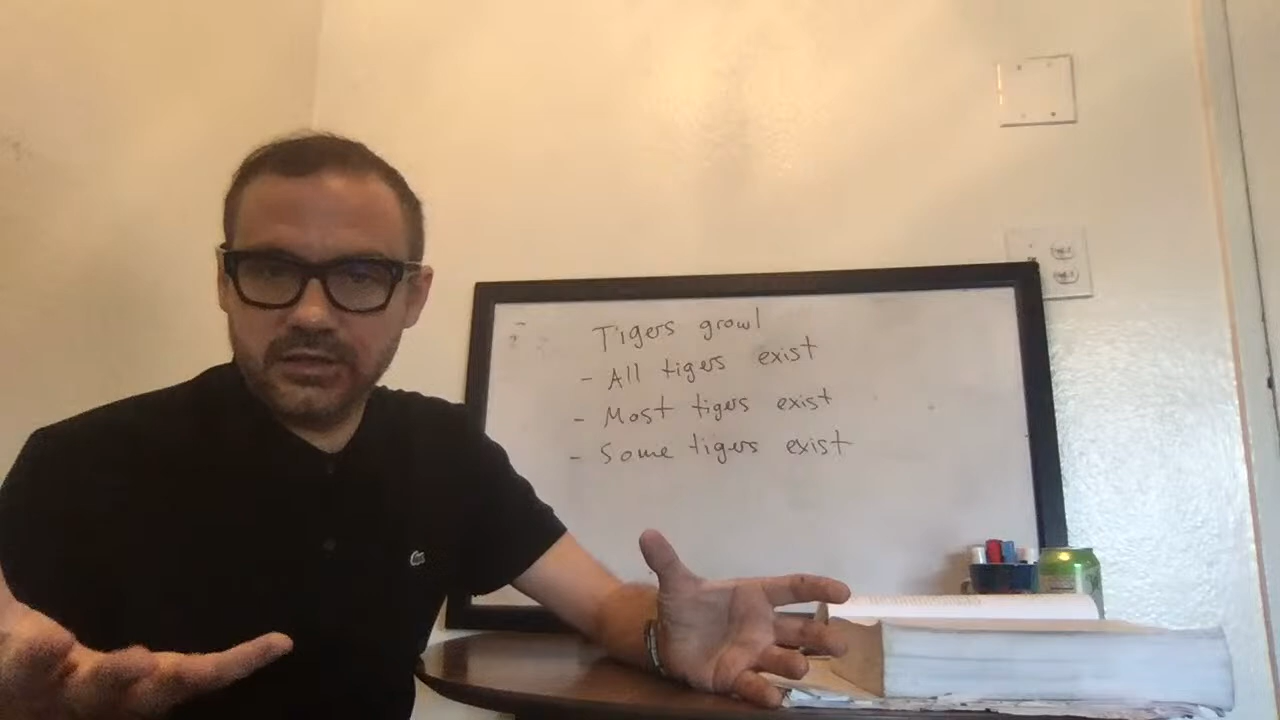 Tigers growl
- All tigers exist
- Most tigers exist
- Some tigers exist